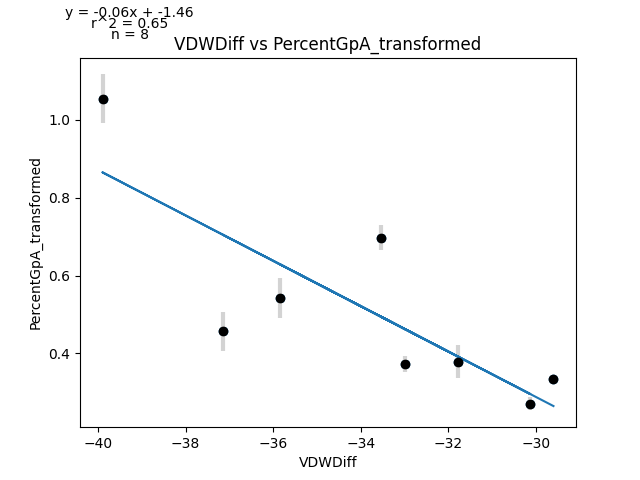 y = -0.06x + -1.46
r^2 = 0.65
n = 8
VDWDiff vs PercentGpA_transformed
PercentGpA_transformed
1.0
0.8
0.6
0.4
−40
−38
−36
−34
−32
−30
VDWDiff